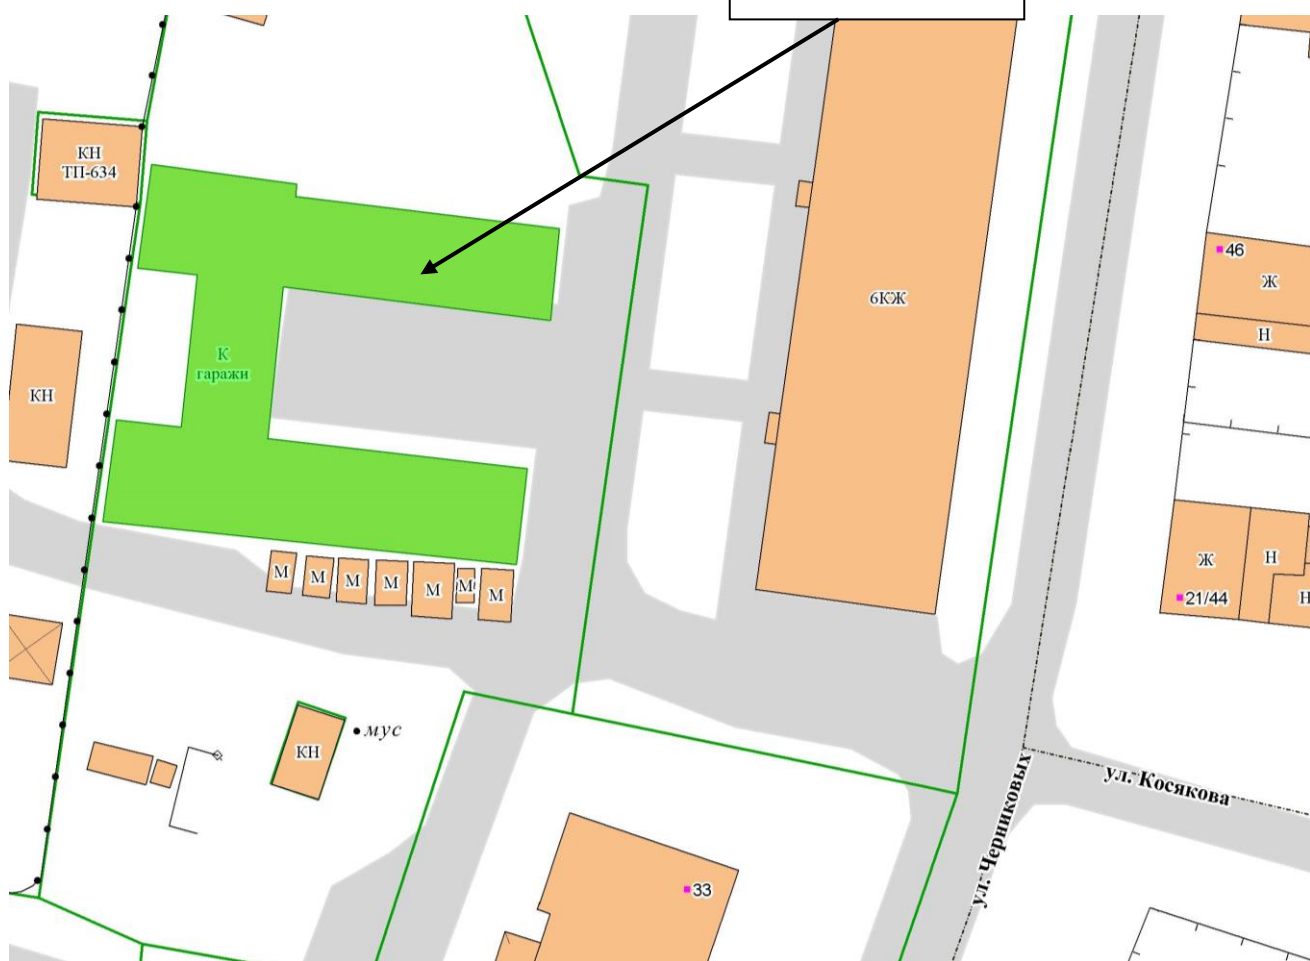 КН
ТП-634
46
Ж
6КЖ
Н
К
гаражи
КН
М
М
М
М
М
М
М
Ж
Н
21/44
Н
мус
КН
ул. Косякова
ул. Черниковых
33